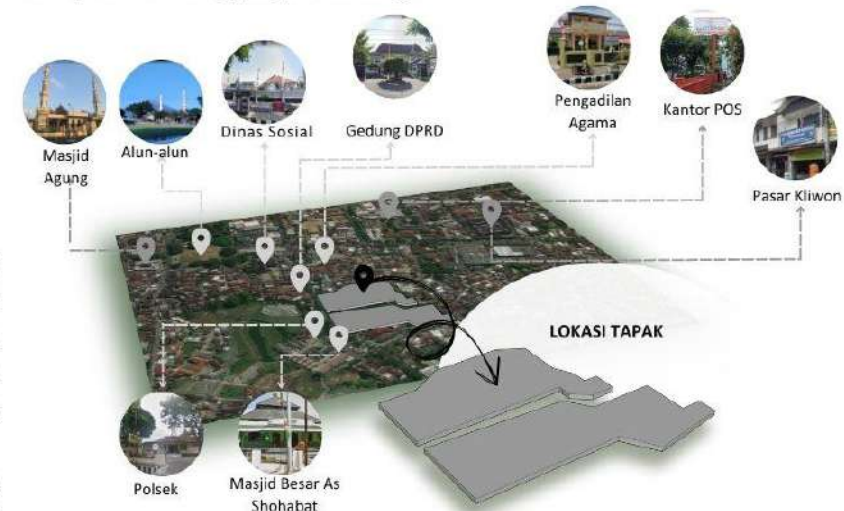 Masjid
Agung
Alun-alun
Dinas Sosial
Gedung DPRD
Pengadilan
Agama
Kantor POS
Pasar Kliwon
LOKASI TAPAK
Polsek
Masjid Besar As
Shohabat